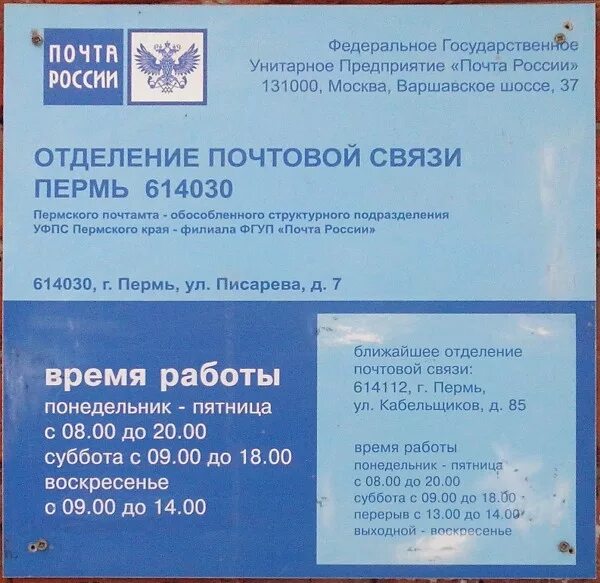 ПОЧТА
РОССИИ
Федеральное Государственное
Унитарное Предприятие «Почта России»
131000, Москва, Варшавское шоссе, 37
ОТДЕЛЕНИЕ ПОЧТОВОЙ СВЯЗИ
ПЕРМЬ 614030
Пермского почтамта - обособленного структурного подразделения
УФПС Пермского края - филиала ФГУП «Почта России»
614030, г. Пермь, ул. Писарева, д. 7
время работы
понедельник - пятница
с 08.00 до 20.00
суббота с 09.00 до 18.00
воскресенье
с 09.00 до 14.00
ближайшее отделение
почтовой связи:
614112, г. Пермь,
ул. Кабельщиков, д. 85
время работы
понедельник - пятница
с 08.00 до 20.00
суббота с 09.00 до 18.00
перерыв с 13.00 до 14.00
выходной - воскресенье